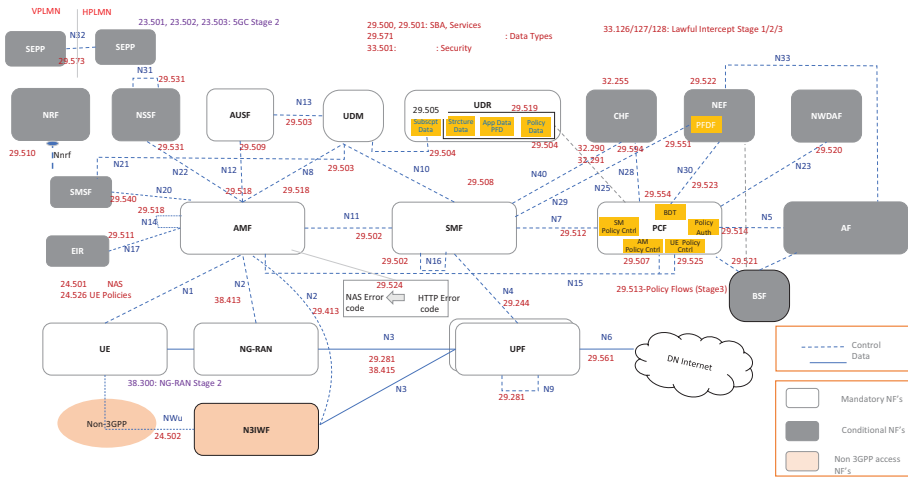 VPLMN
HPLMN
23.501, 23.502, 23.503: 5GC Stage 2
29.500, 29.501: SBA, Services
29.571 : Data Types
33.501: : Security
33.126/127/128: Lawful Intercept Stage 1/2/3
N32
SEPP
SEPP
29.573
N31
29.531
N33
32.255
29.522
NRF
NSSF
AUSF
N13
29.503
UDM
UDR
29.505
29.519
Subscpt
Data
Strcture
Data
App Data
PFD
Policy
Data
29.504
29.504
CHF
NEF
PFDF
NWDAF
29.510
Nnrf
29.531
29.509
32.290
32.291
29.594
29.551
29.520
N21
N22
N12
N8
29.503
N10
29.508
N40
N28
N30
N23
SMSF
N20
29.540
29.518
29.518
29.518
N25
29.523
29.554
N29
N14
AMF
N11
29.502
SMF
N7
29.512
BDT
SM
Policy Cntrl
PCF
Policy
Auth
AM
Policy Cntrl
UE Policy
Cntrl
29.514
N5
AF
EIR
29.511
N17
29.502
N16
29.507
29.525
29.521
24.501 NAS
24.526 UE Policies
N1
N2
38.413
N2
29.413
29.524
NAS Error
code
HTTP Error
code
N4
29.244
N15
29.513-Policy Flows (Stage3)
BSF
UE
NG-RAN
N3
29.281
38.415
N3
UPF
N6
29.561
DN Internet
N9
29.281
38.300: NG-RAN Stage 2
Non-3GPP
NWu
24.502
N3IWF
Control
Data
Mandatory NF's
Conditional NF's
Non 3GPP access
NF's